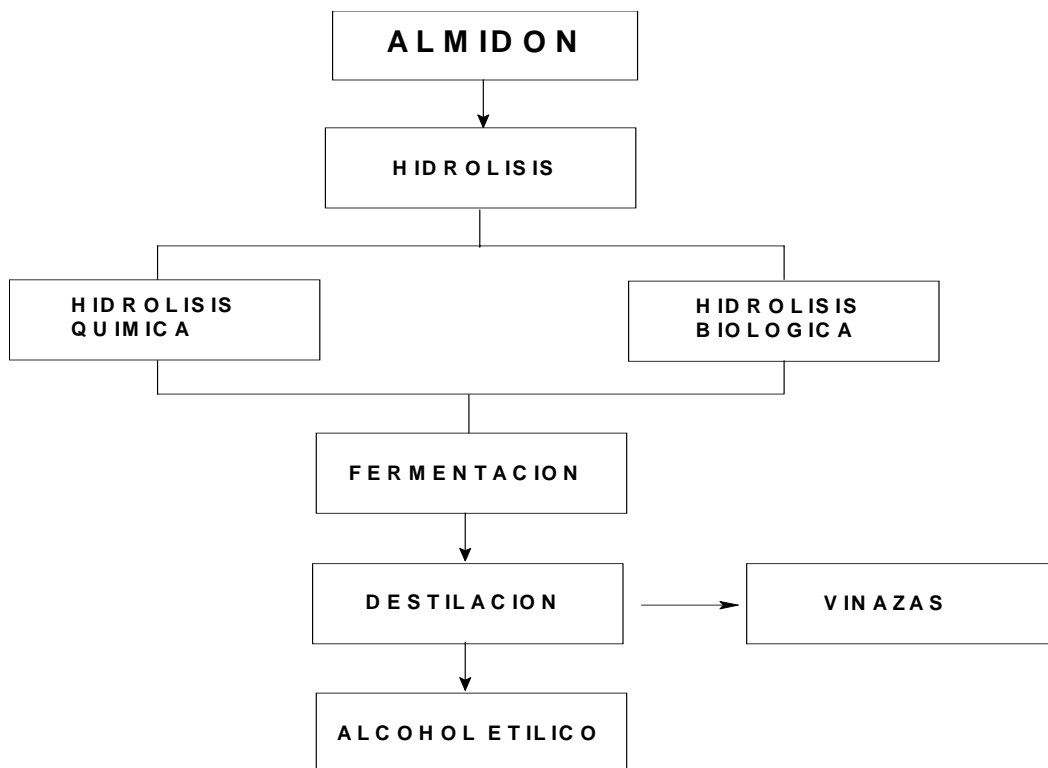 ALMIDON
HIDROLISIS
HIDROLISIS
QUIMICA
HIDROLISIS
BIOLOGICA
FERMENTACION
DESTILACION
VINAZAS
ALCOHOL ETILICO